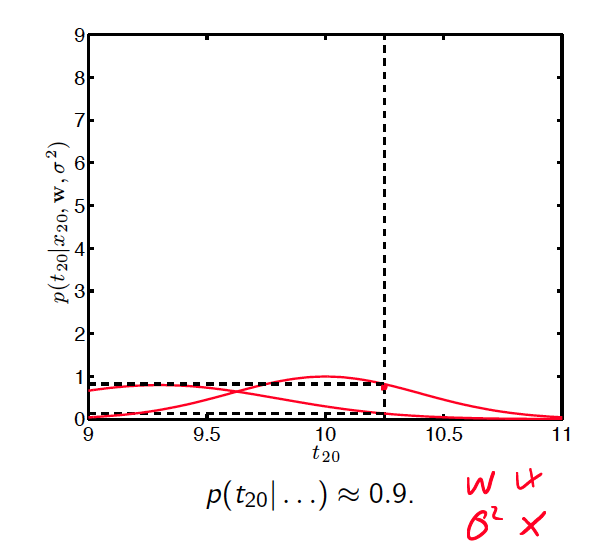 9
8
7
6
5
4
3
2
1
0
p(t₂₀|x₂₀, w, σ²)
9 9.5 10 10.5 11
t₂₀
p(t₂₀| . . .) ≈ 0.9.
w
σ² X